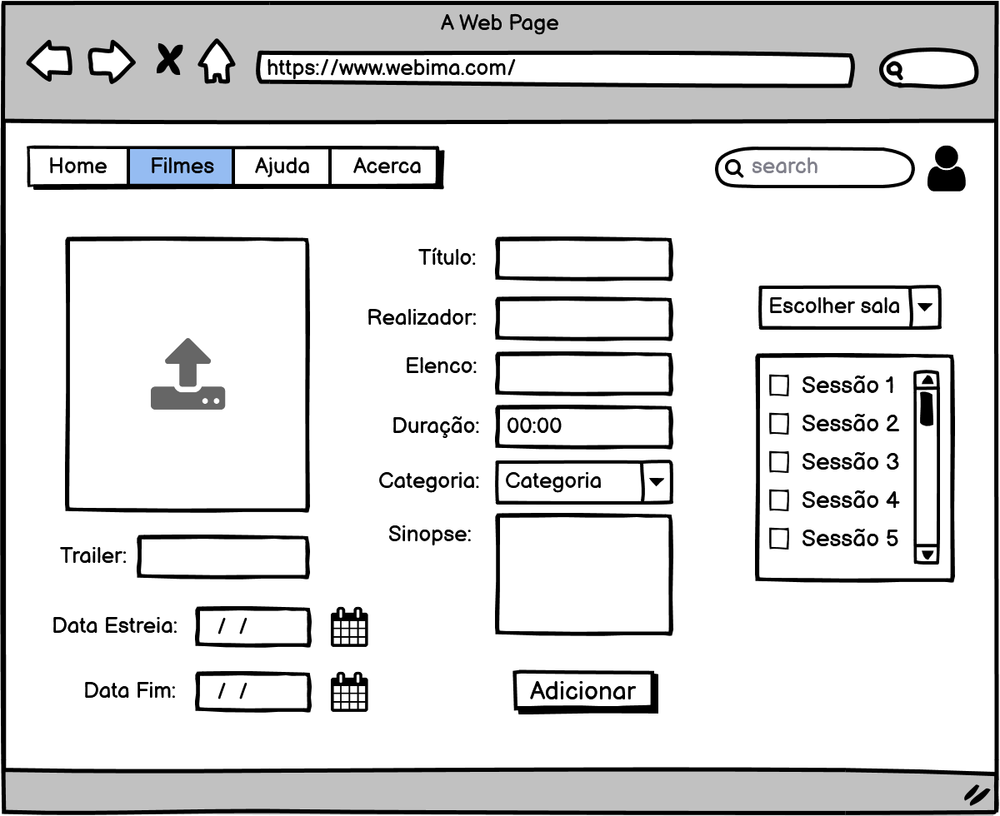 A Web Page
https://www.webima.com/
Home Filmes Ajuda Acerca
search
Título:
Realizador:
Elenco:
Duração: 00:00
Categoria: Categoria
Sinopse:
Trailer:
Data Estreia: / /
Data Fim: / /
Adicionar
Escolher sala
Sessão 1
Sessão 2
Sessão 3
Sessão 4
Sessão 5